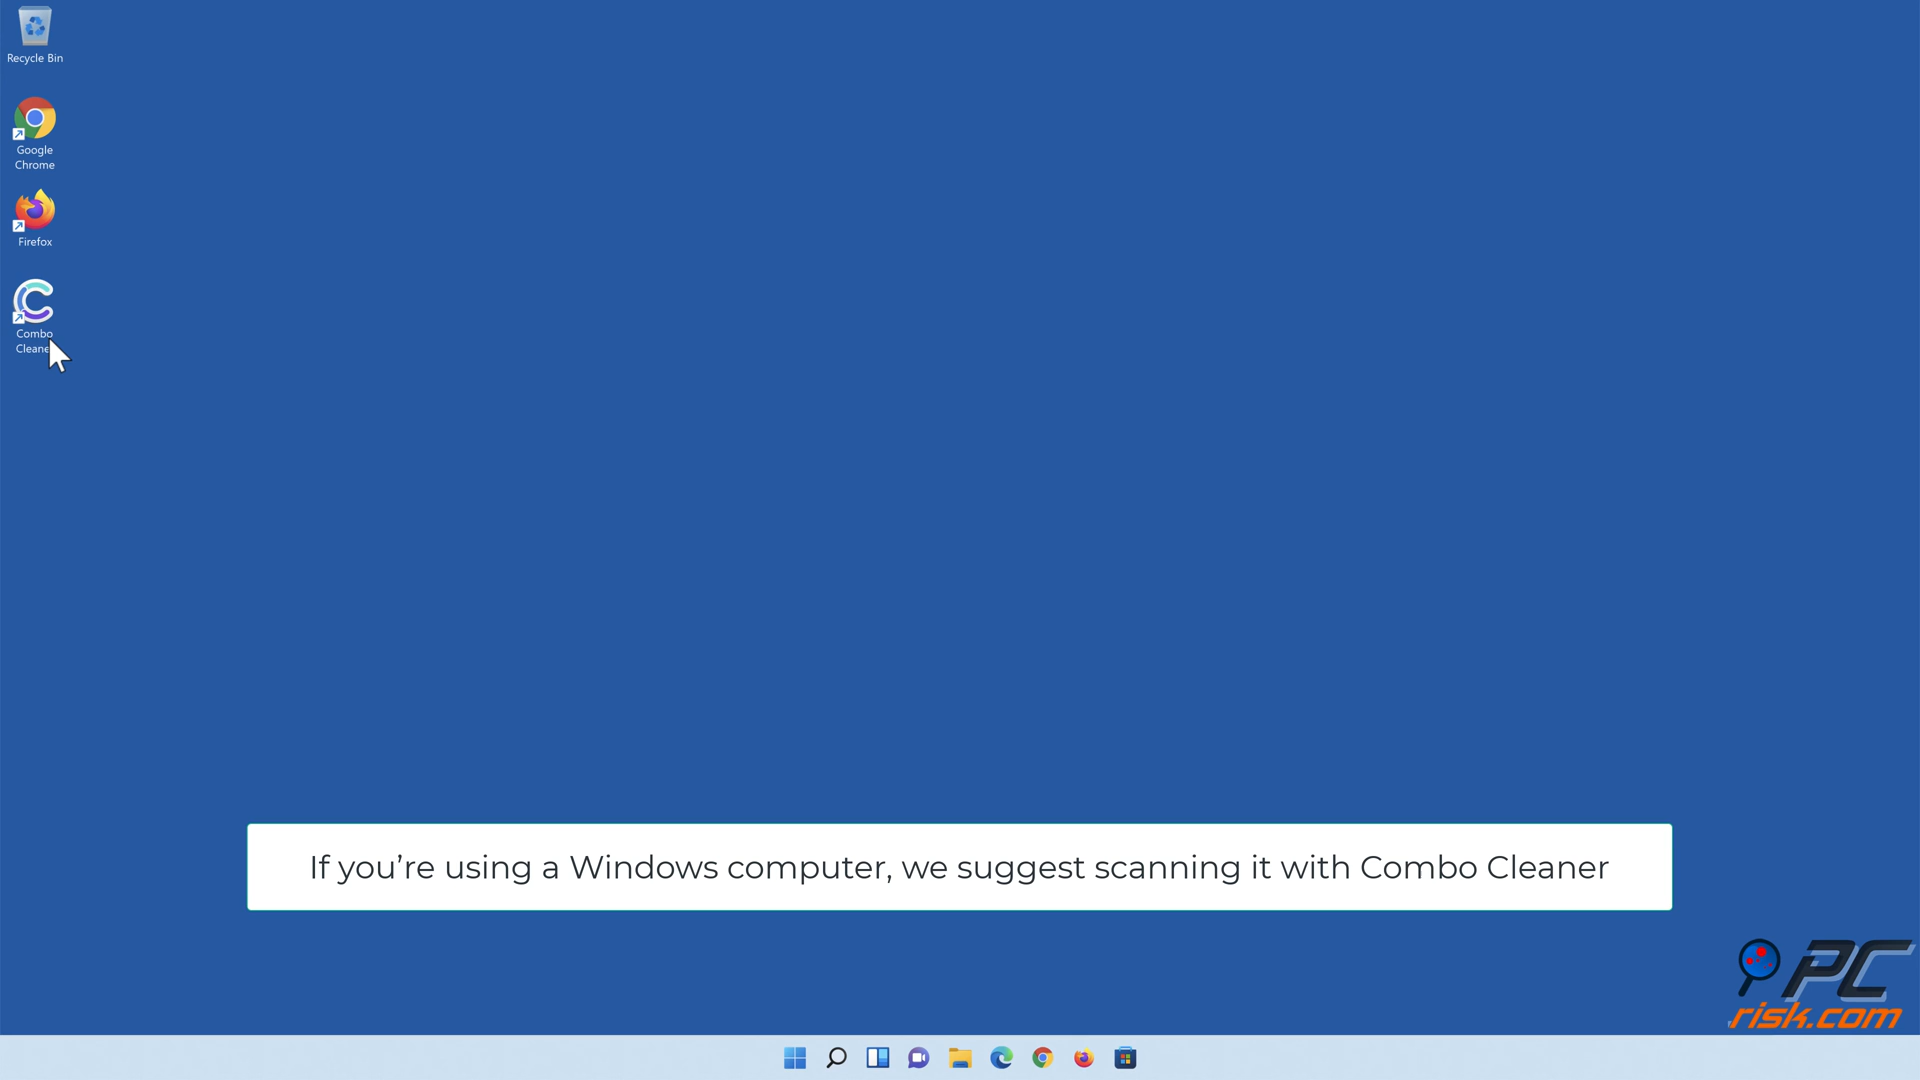 Recycle Bin
Google
Chrome
Firefox
Combo
Cleane
If you’re using a Windows computer, we suggest scanning it with Combo Cleaner
PC
risk.com